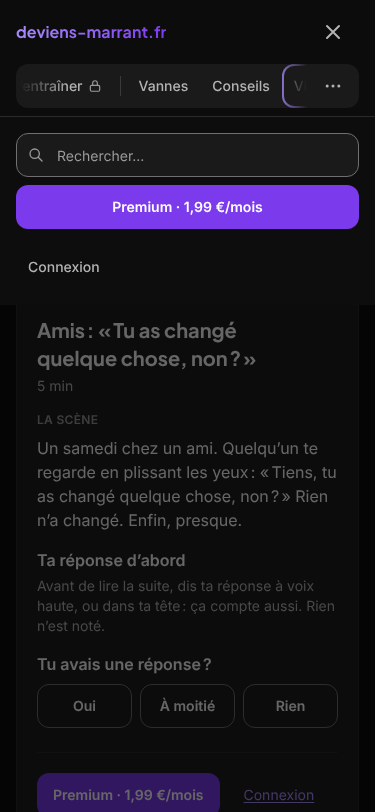 deviens-marrant.fr
entraîner
Vannes
Conseils
Rechercher...
Premium · 1,99 €/mois
Connexion
Amis : « Tu as changé
quelque chose, non ? »
5 min
LA SCÈNE
Un samedi chez un ami. Quelqu’un te
regarde en plissant les yeux : « Tiens, tu
as changé quelque chose, non ? » Rien
n’a changé. Enfin, presque.
Ta réponse d’abord
Avant de lire la suite, dis ta réponse à voix
haute, ou dans ta tête : ça compte aussi. Rien
n’est noté.
Tu avais une réponse ?
Oui
À moitié
Rien
Premium · 1,99 €/mois
Connexion